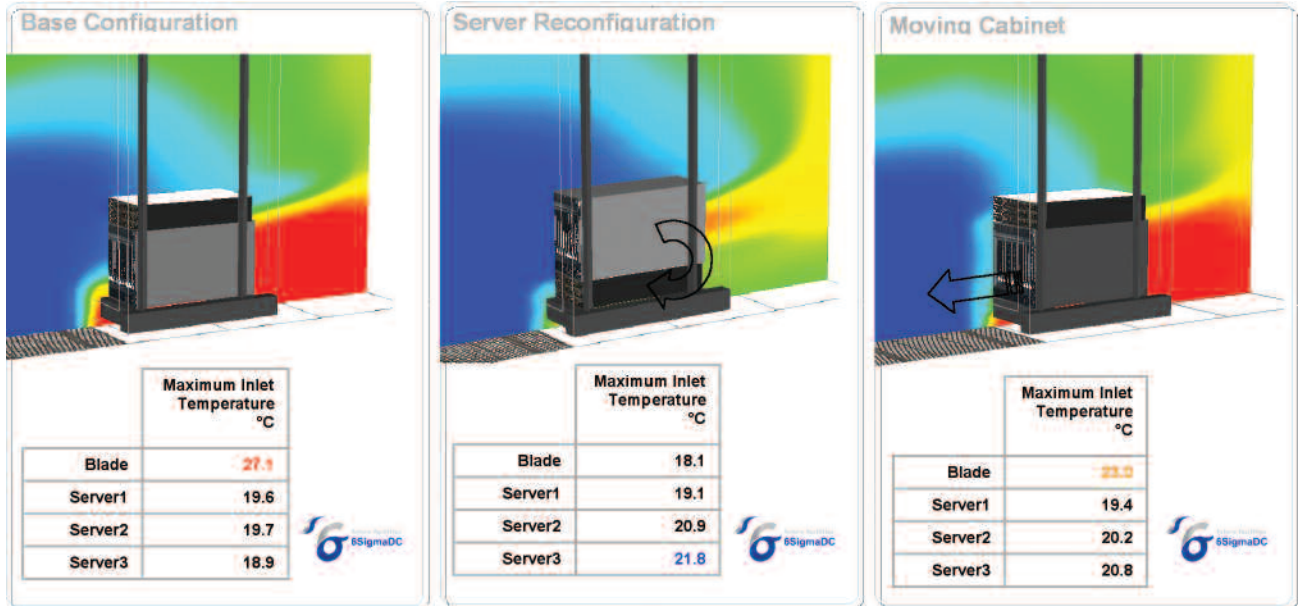 Base Configuration
Maximum Inlet
Temperature
°C
Blade 27.1
Server1 19.6
Server2 19.7
Server3 18.9
6SigmaDC
Server Reconfiguration
Maximum Inlet
Temperature
°C
Blade 18.1
Server1 19.1
Server2 20.9
Server3 21.8
6SigmaDC
Moving Cabinet
Maximum Inlet
Temperature
°C
Blade 23.0
Server1 19.4
Server2 20.2
Server3 20.8
6SigmaDC